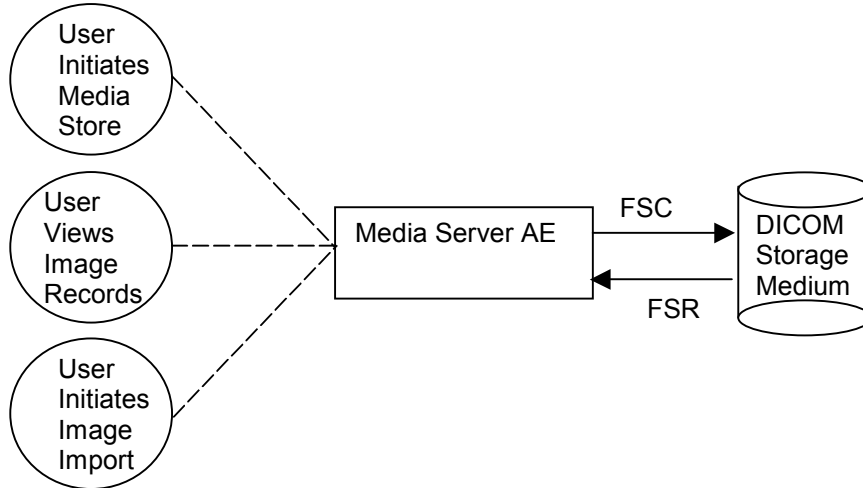 User
Initiates
Media
Store
User
Views
Image
Records
User
Initiates
Image
Import
Media Server AE
FSC
FSR
DICOM
Storage
Medium